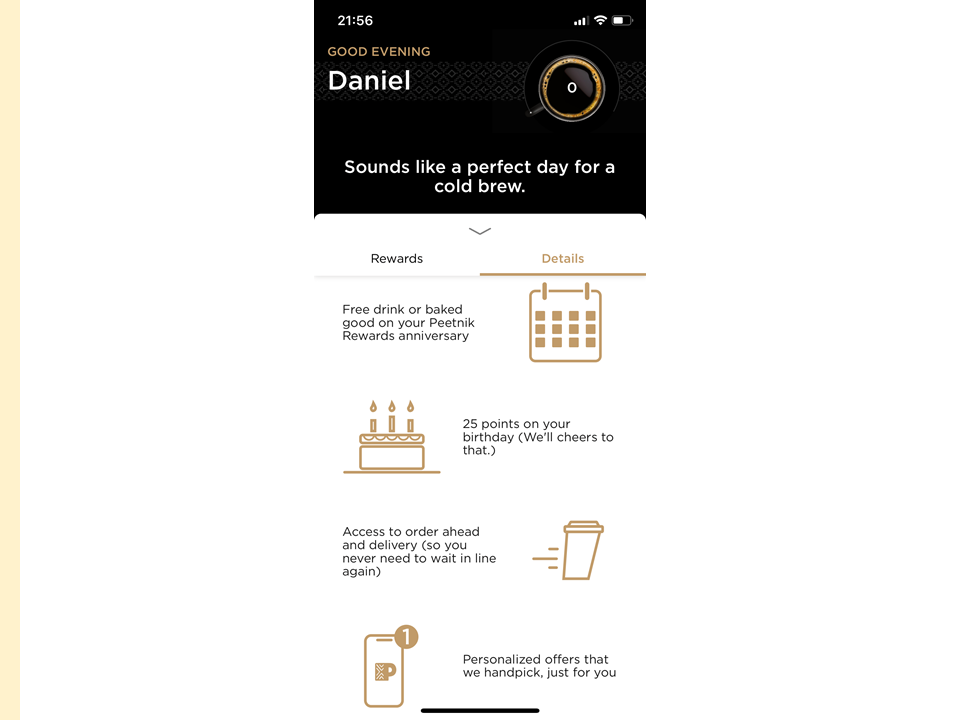 21:56
GOOD EVENING
Daniel
0
Sounds like a perfect day for a
cold brew.
Rewards
Details
Free drink or baked
good on your Peetnik
Rewards anniversary
25 points on your
birthday (We'll cheers to
that.)
Access to order ahead
and delivery (so you
never need to wait in line
again)
1
P
Personalized offers that
we handpick, just for you